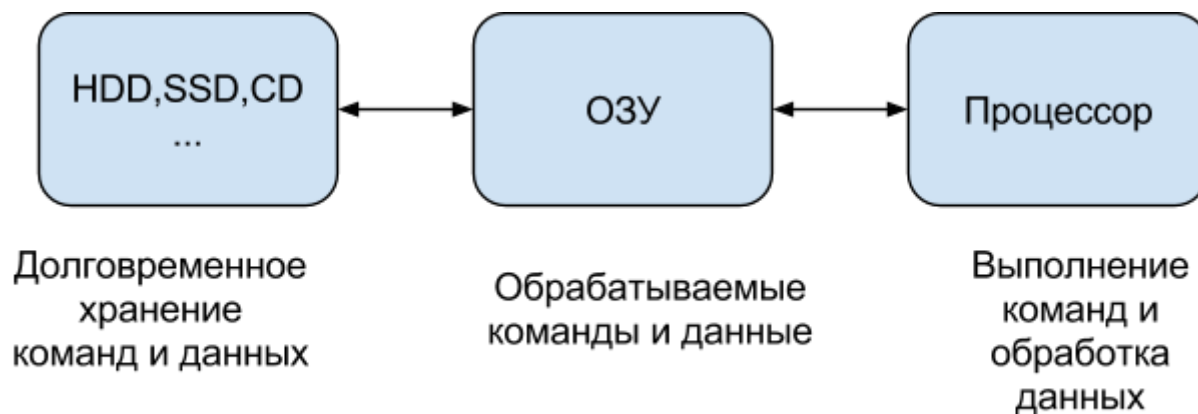 HDD,SSD,CD
...
ОЗУ
Процессор
Долговременное
хранение
команд и данных
Обрабатываемые
команды и данные
Выполнение
команд и
обработка
данных